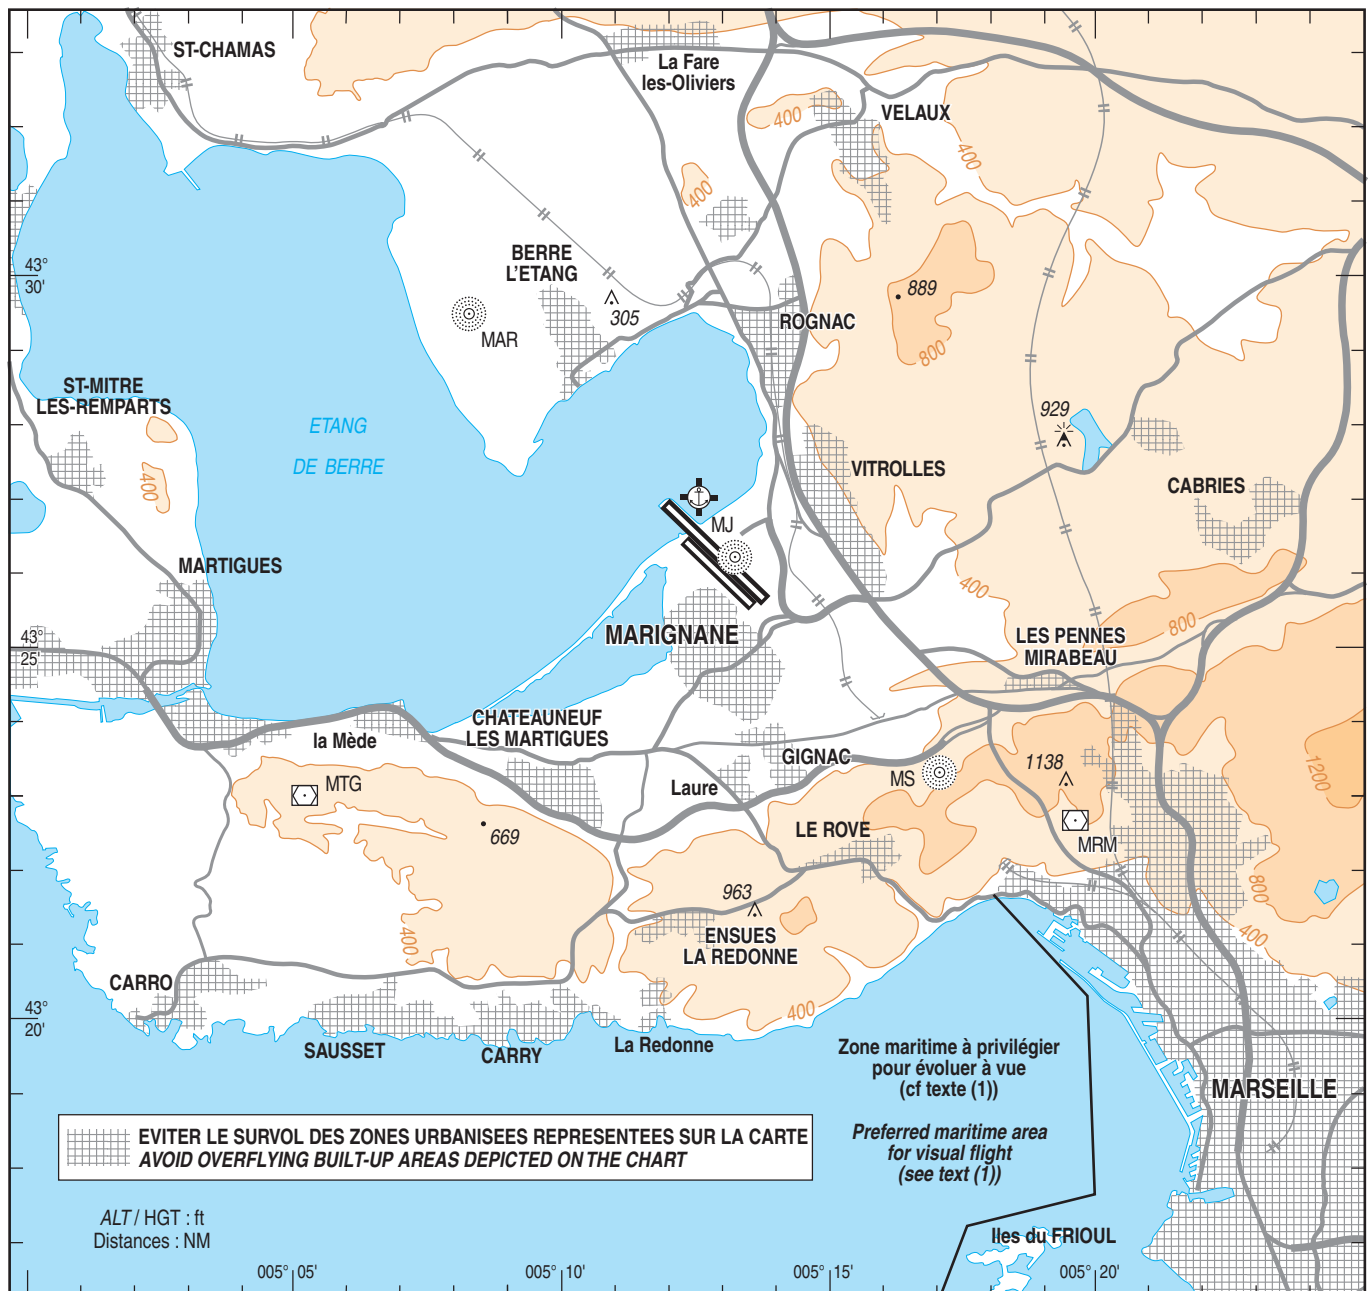 ST-CHAMAS
La Fare
les-Oliviers
VELAUX
400
400
400
BERRE
L'ETANG
43°
30'
889
305
ROGNAC
MAR
800
ST-MITRE
LES-REMPARTS
929
ETANG
DE BERRE
VITROLLES
CABRIES
400
MJ
MARTIGUES
400
43°
25'
MARIGNANE
800
LES PENNES
MIRABEAU
CHATEAUNEUF
LES MARTIGUES
la Mède
GIGNAC
1138
1200
MTG
Laure
MS
669
LE ROVE
MRM
963
800
400
ENSUES
LA REDONNE
400
CARRO
43°
20'
400
SAUSSET
CARRY
La Redonne
Zone maritime à privilégier
pour évoluer à vue
(cf texte (1))
MARSEILLE
Preferred maritime area
for visual flight
(see text (1))
EVITER LE SURVOL DES ZONES URBANISEES REPRESENTEES SUR LA CARTE
AVOID OVERFLYING BUILT-UP AREAS DEPICTED ON THE CHART
ALT / HGT : ft
Distances : NM
Iles du FRIOUL
005° 05'
005° 10'
005° 15'
005° 20'